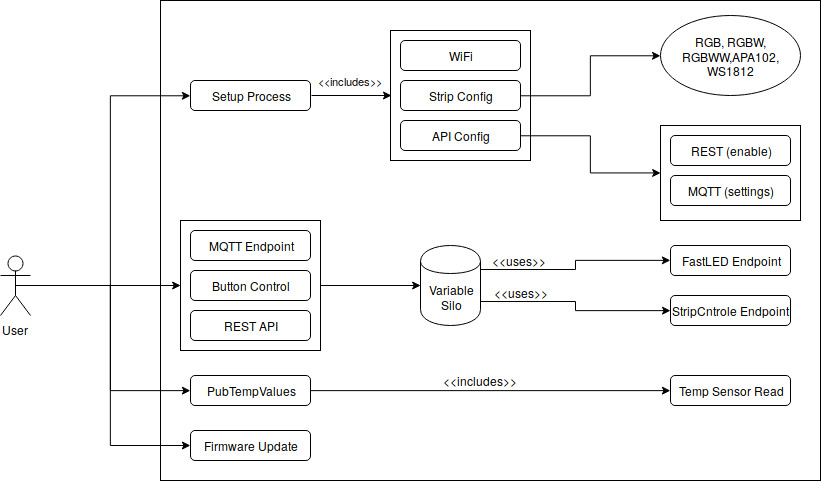 RGB, RGBW,
RGBWW,APA102,
WS1812
WiFi
Setup Process
<<includes>>
Strip Config
API Config
REST (enable)
MQTT (settings)
MQTT Endpoint
Button Control
REST API
Variable
Silo
<<uses>>
FastLED Endpoint
<<uses>>
StripCntrole Endpoint
User
PubTempValues
<<includes>>
Temp Sensor Read
Firmware Update